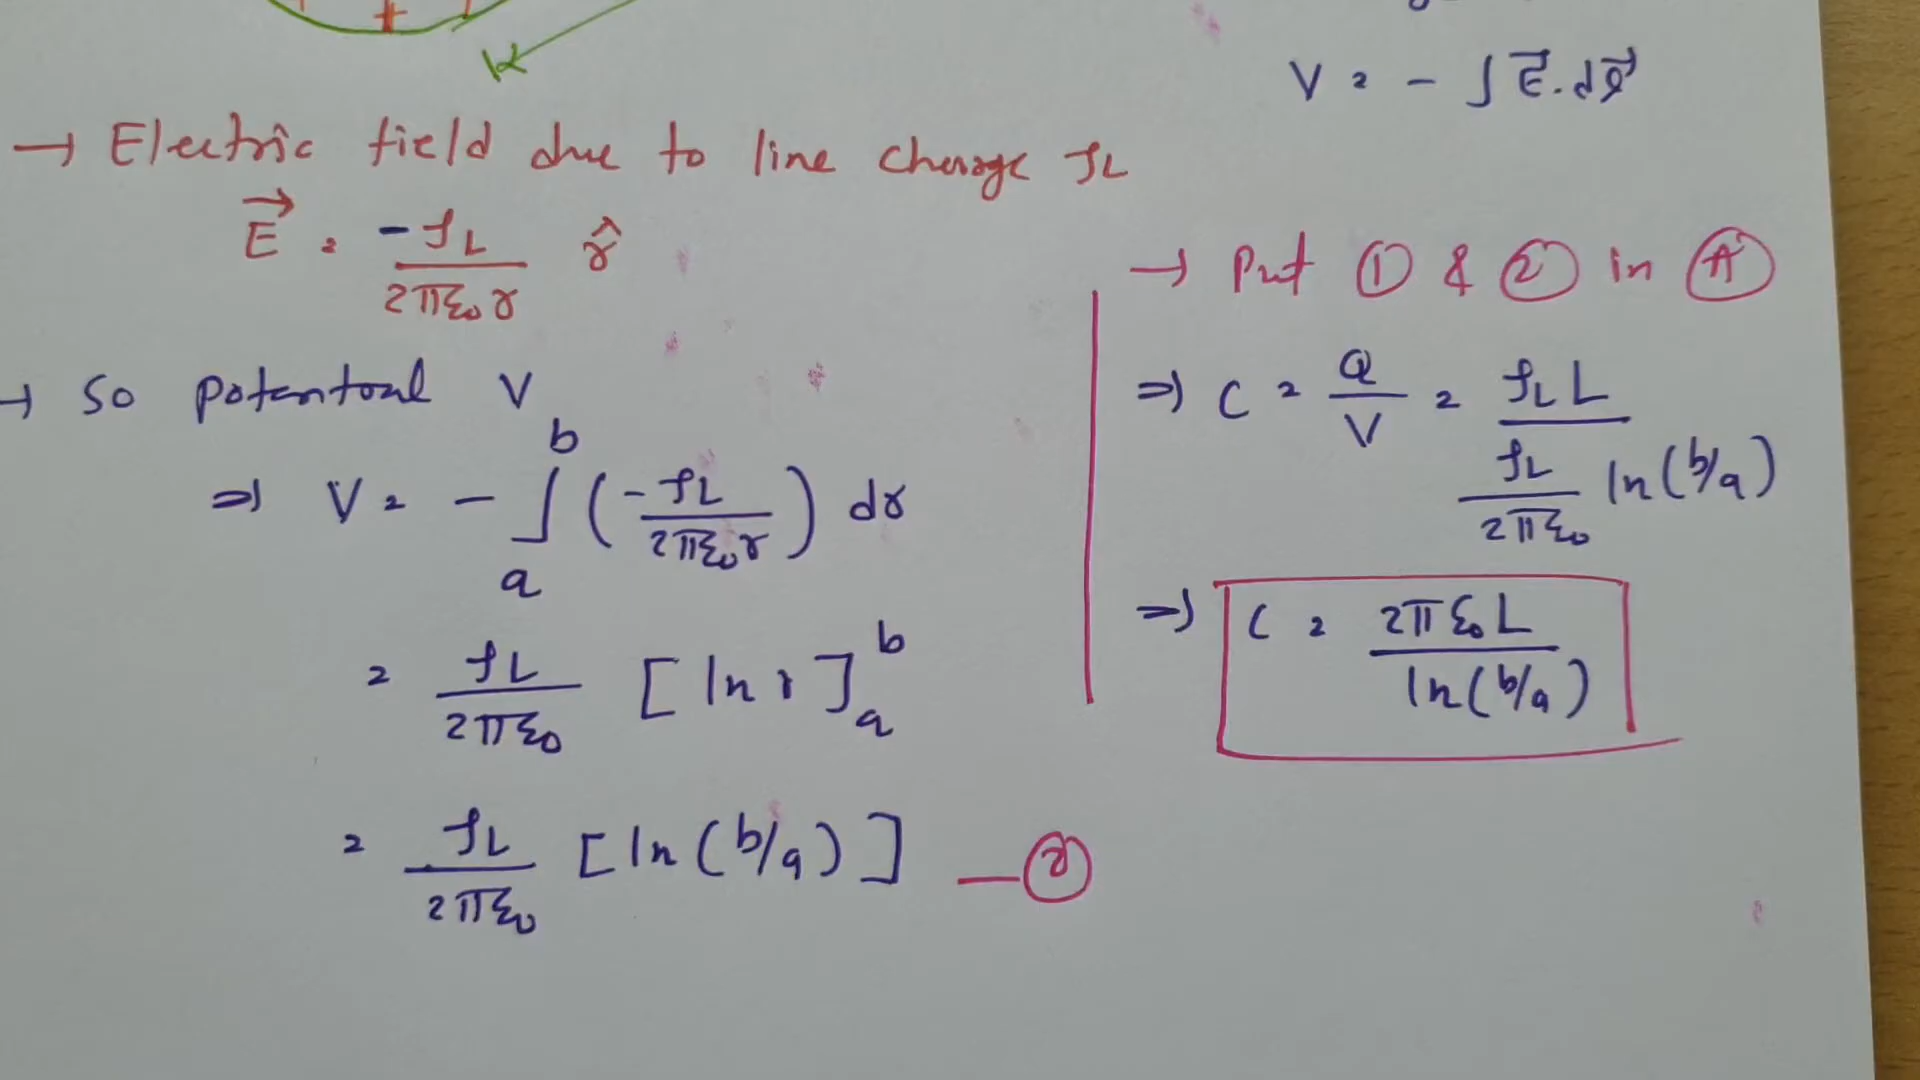 → Electric field due to line charge ρL
E⃗ = -ρL / 2πε₀r r̂
→ So potential V
⇒ V = - ∫ₐᵇ (-ρL / 2πε₀r) dr
= ρL / 2πε₀ [ln r]ₐᵇ
= ρL / 2πε₀ [ln(b/a)] — ②
V = - ∫ E⃗.dl⃗
→ Put ① & ② in Ⓐ
⇒ C = Q / V = ρL L / (ρL / 2πε₀) ln(b/a)
⇒ C = 2πε₀L / ln(b/a)